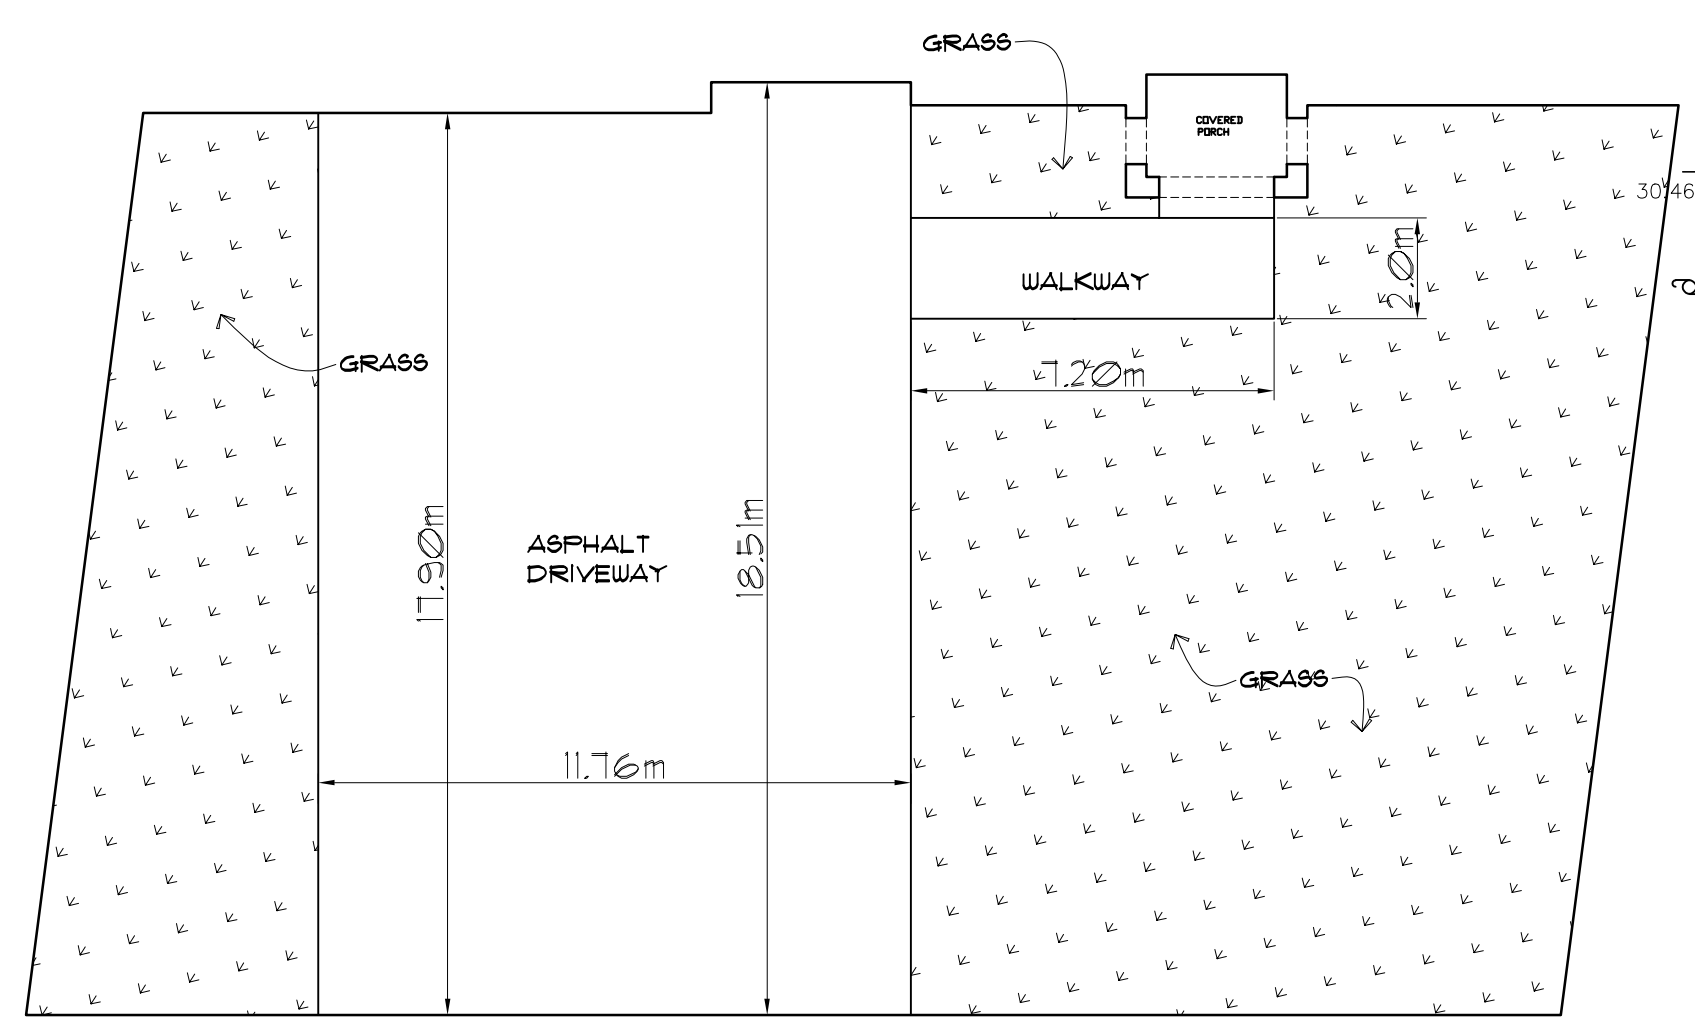 GRASS
COVERED
PORCH
30.46
a
2.0m
WALKWAY
GRASS
7.20m
17.90m
ASPHALT
DRIVEWAY
18.51m
GRASS
11.76m